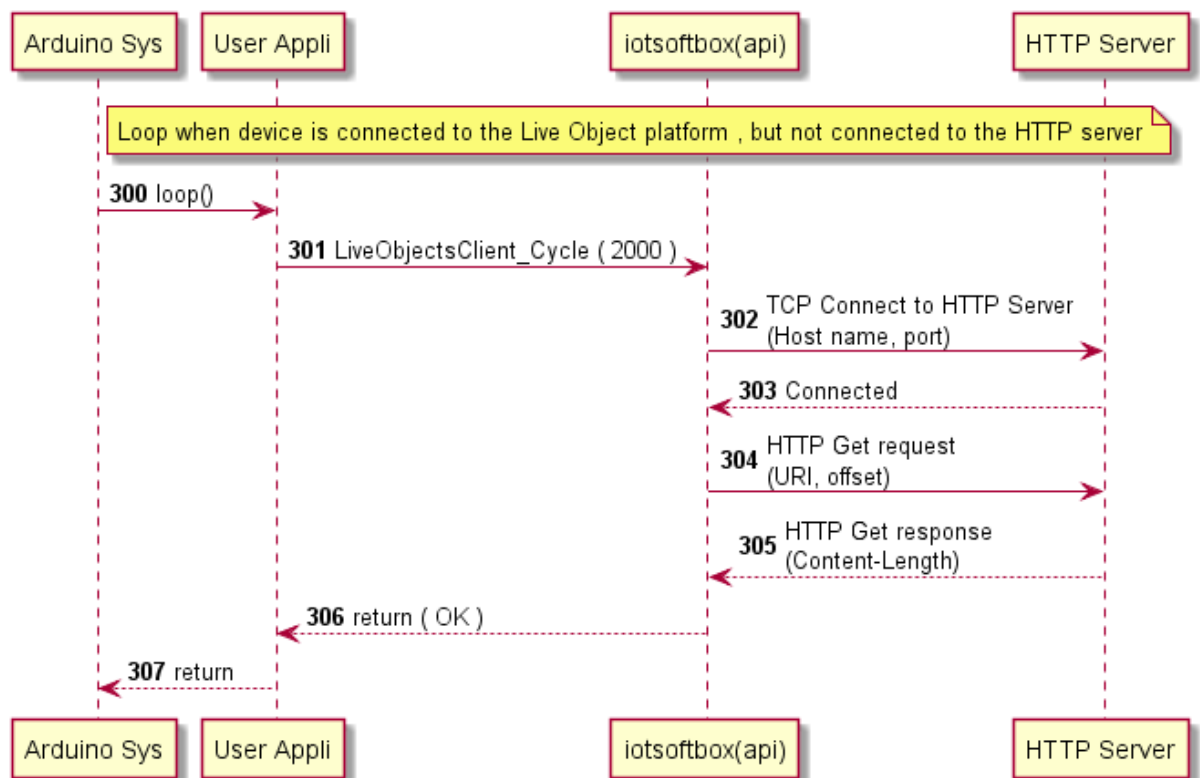 Arduino Sys
User Appli
iotsoftbox(api)
HTTP Server
Loop when device is connected to the Live Object platform , but not connected to the HTTP server
300 loop()
301 LiveObjectsClient_Cycle ( 2000 )
302 TCP Connect to HTTP Server
(Host name, port)
303 Connected
304 HTTP Get request
(URI, offset)
305 HTTP Get response
(Content-Length)
306 return ( OK )
307 return
Arduino Sys
User Appli
iotsoftbox(api)
HTTP Server